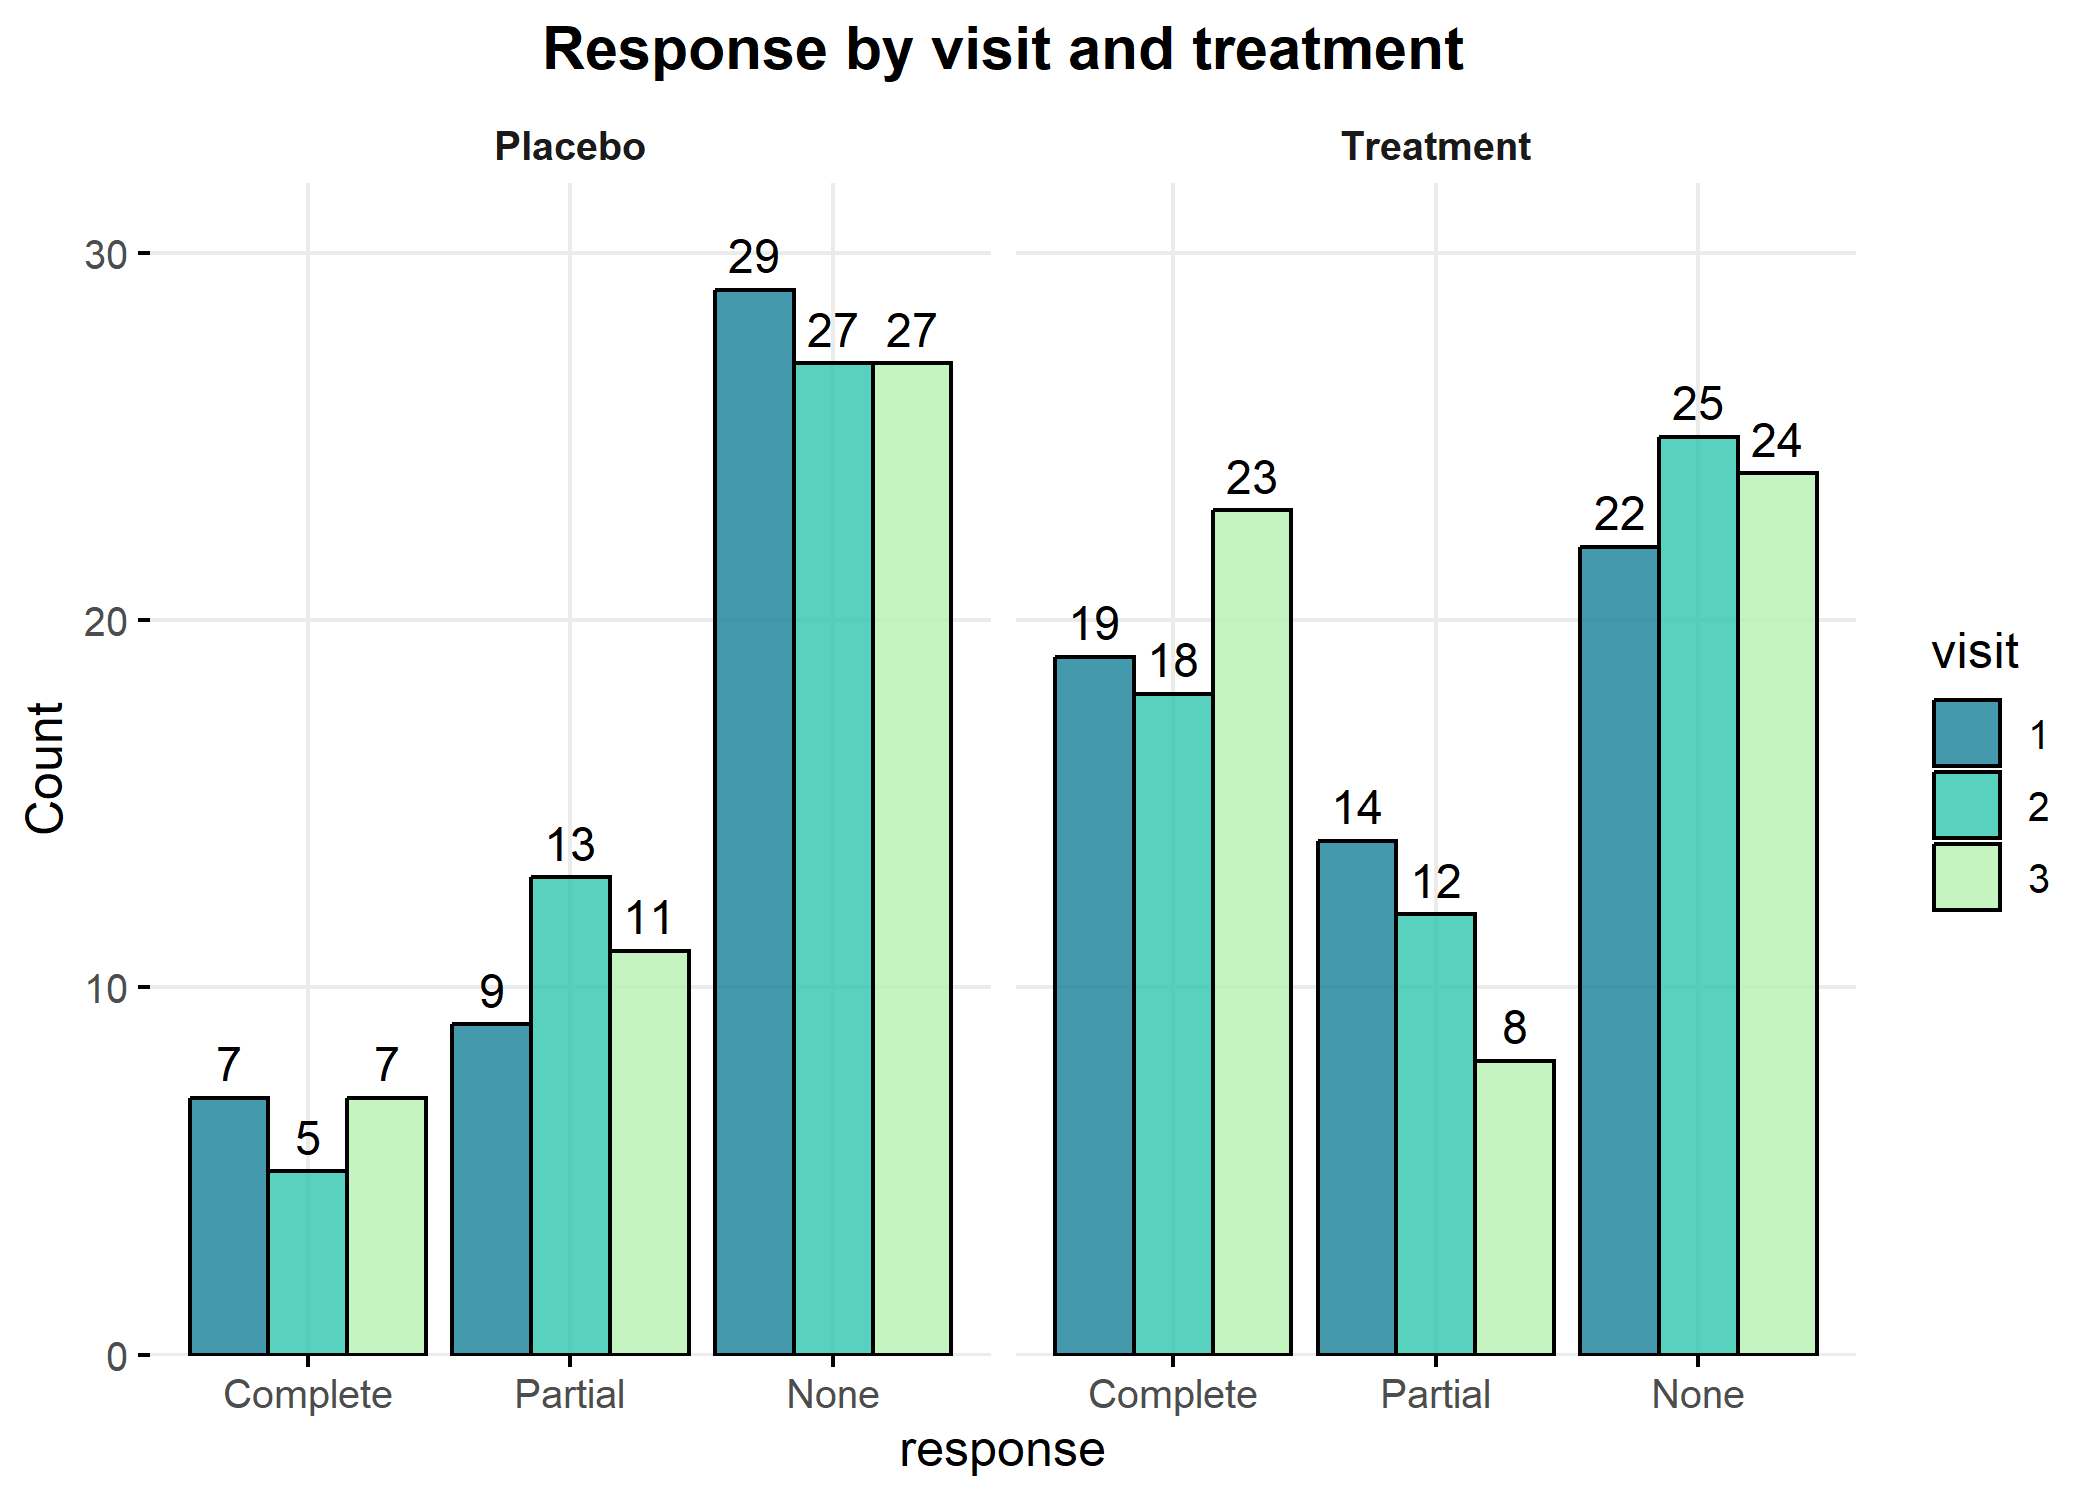 Response by visit and treatment
Placebo
Treatment
30
20
10
0
Count
29
27
27
13
11
9
7
5
7
25
24
23
22
19
18
14
12
8
Complete
Partial
None
Complete
Partial
None
response
visit
1
2
3